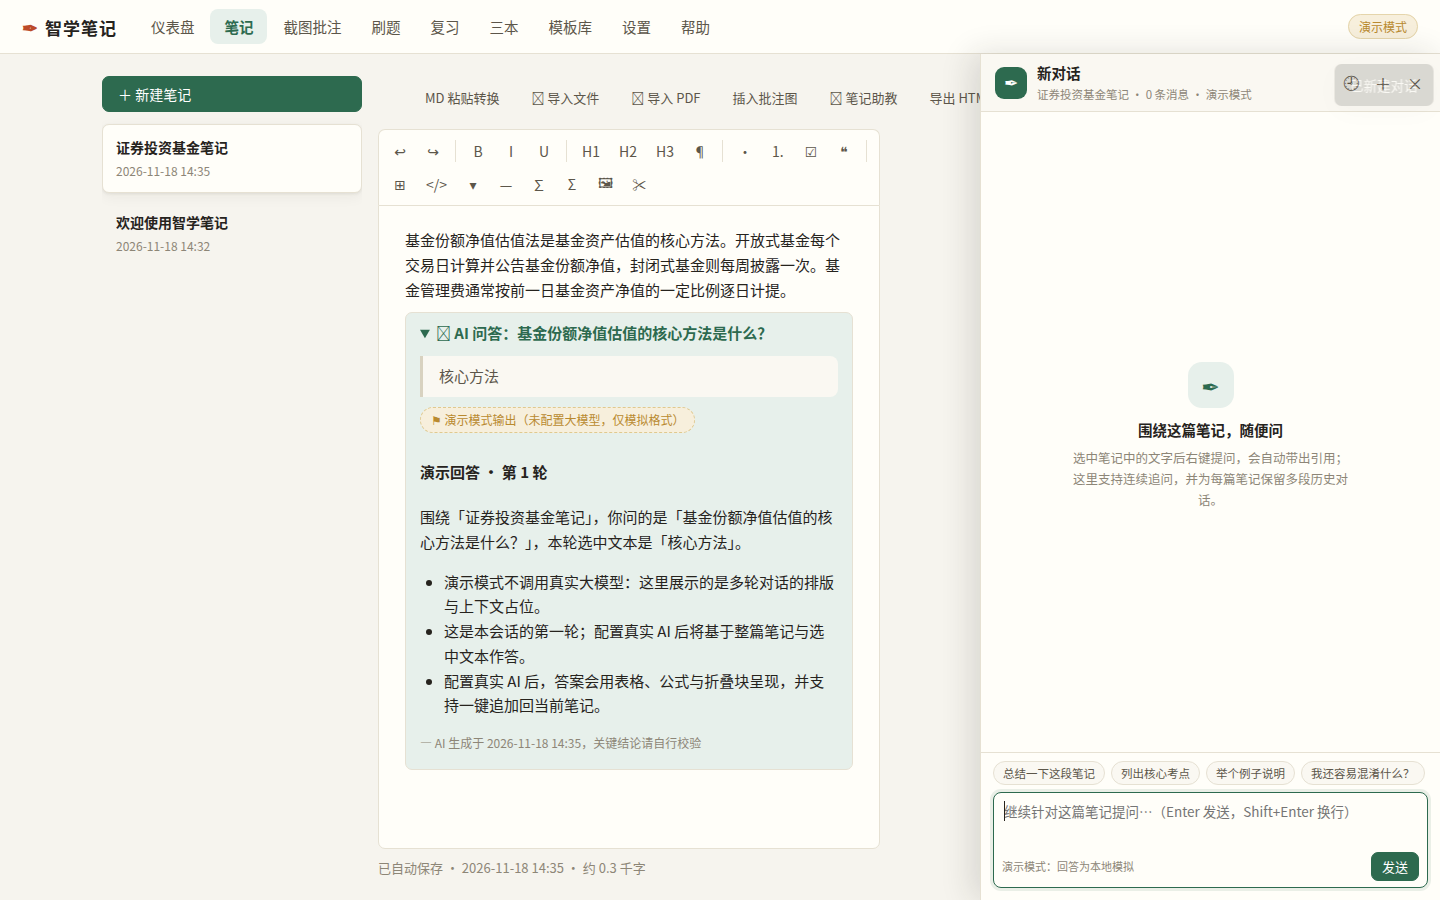 智学笔记
仪表盘 笔记 截图批注 刷题 复习 三本 模板库 设置 帮助
演示模式
+ 新建笔记
证券投资基金笔记
2026-11-18 14:35
欢迎使用智学笔记
2026-11-18 14:32
MD 粘贴转换 导入文件 导入 PDF 插入批注图 笔记助教 导出 HTM
B I U H1 H2 H3 ¶ • 1. ☑ ❝
⊞ </> ▾ — ∑ Σ
基金份额净值估值法是基金资产估值的核心方法。开放式基金每个
交易日计算并公告基金份额净值，封闭式基金则每周披露一次。基
金管理费通常按前一日基金资产净值的一定比例逐日计提。
▼ AI 问答：基金份额净值估值的核心方法是什么？
核心方法
⚑ 演示模式输出（未配置大模型，仅模拟格式）
演示回答 · 第 1 轮
围绕「证券投资基金笔记」，你问的是「基金份额净值估值的核
心方法是什么？」，本轮选中文本是「核心方法」。
• 演示模式不调用真实大模型：这里展示的是多轮对话的排版
与上下文占位。
• 这是本会话的第一轮；配置真实 AI 后将基于整篇笔记与选
中文本作答。
• 配置真实 AI 后，答案会用表格、公式与折叠块呈现，并支
持一键追加回当前笔记。
— AI 生成于 2026-11-18 14:35，关键结论请自行校验
已自动保存 · 2026-11-18 14:35 · 约 0.3 千字
新对话
证券投资基金笔记 · 0 条消息 · 演示模式
围绕这篇笔记，随便问
选中笔记中的文字后右键提问，会自动带出引用；
这里支持连续追问，并为每篇笔记保留多段历史对
话。
总结一下这段笔记 列出核心考点 举个例子说明 我还容易混淆什么？
继续针对这篇笔记提问…（Enter 发送，Shift+Enter 换行）
演示模式：回答为本地模拟
发送